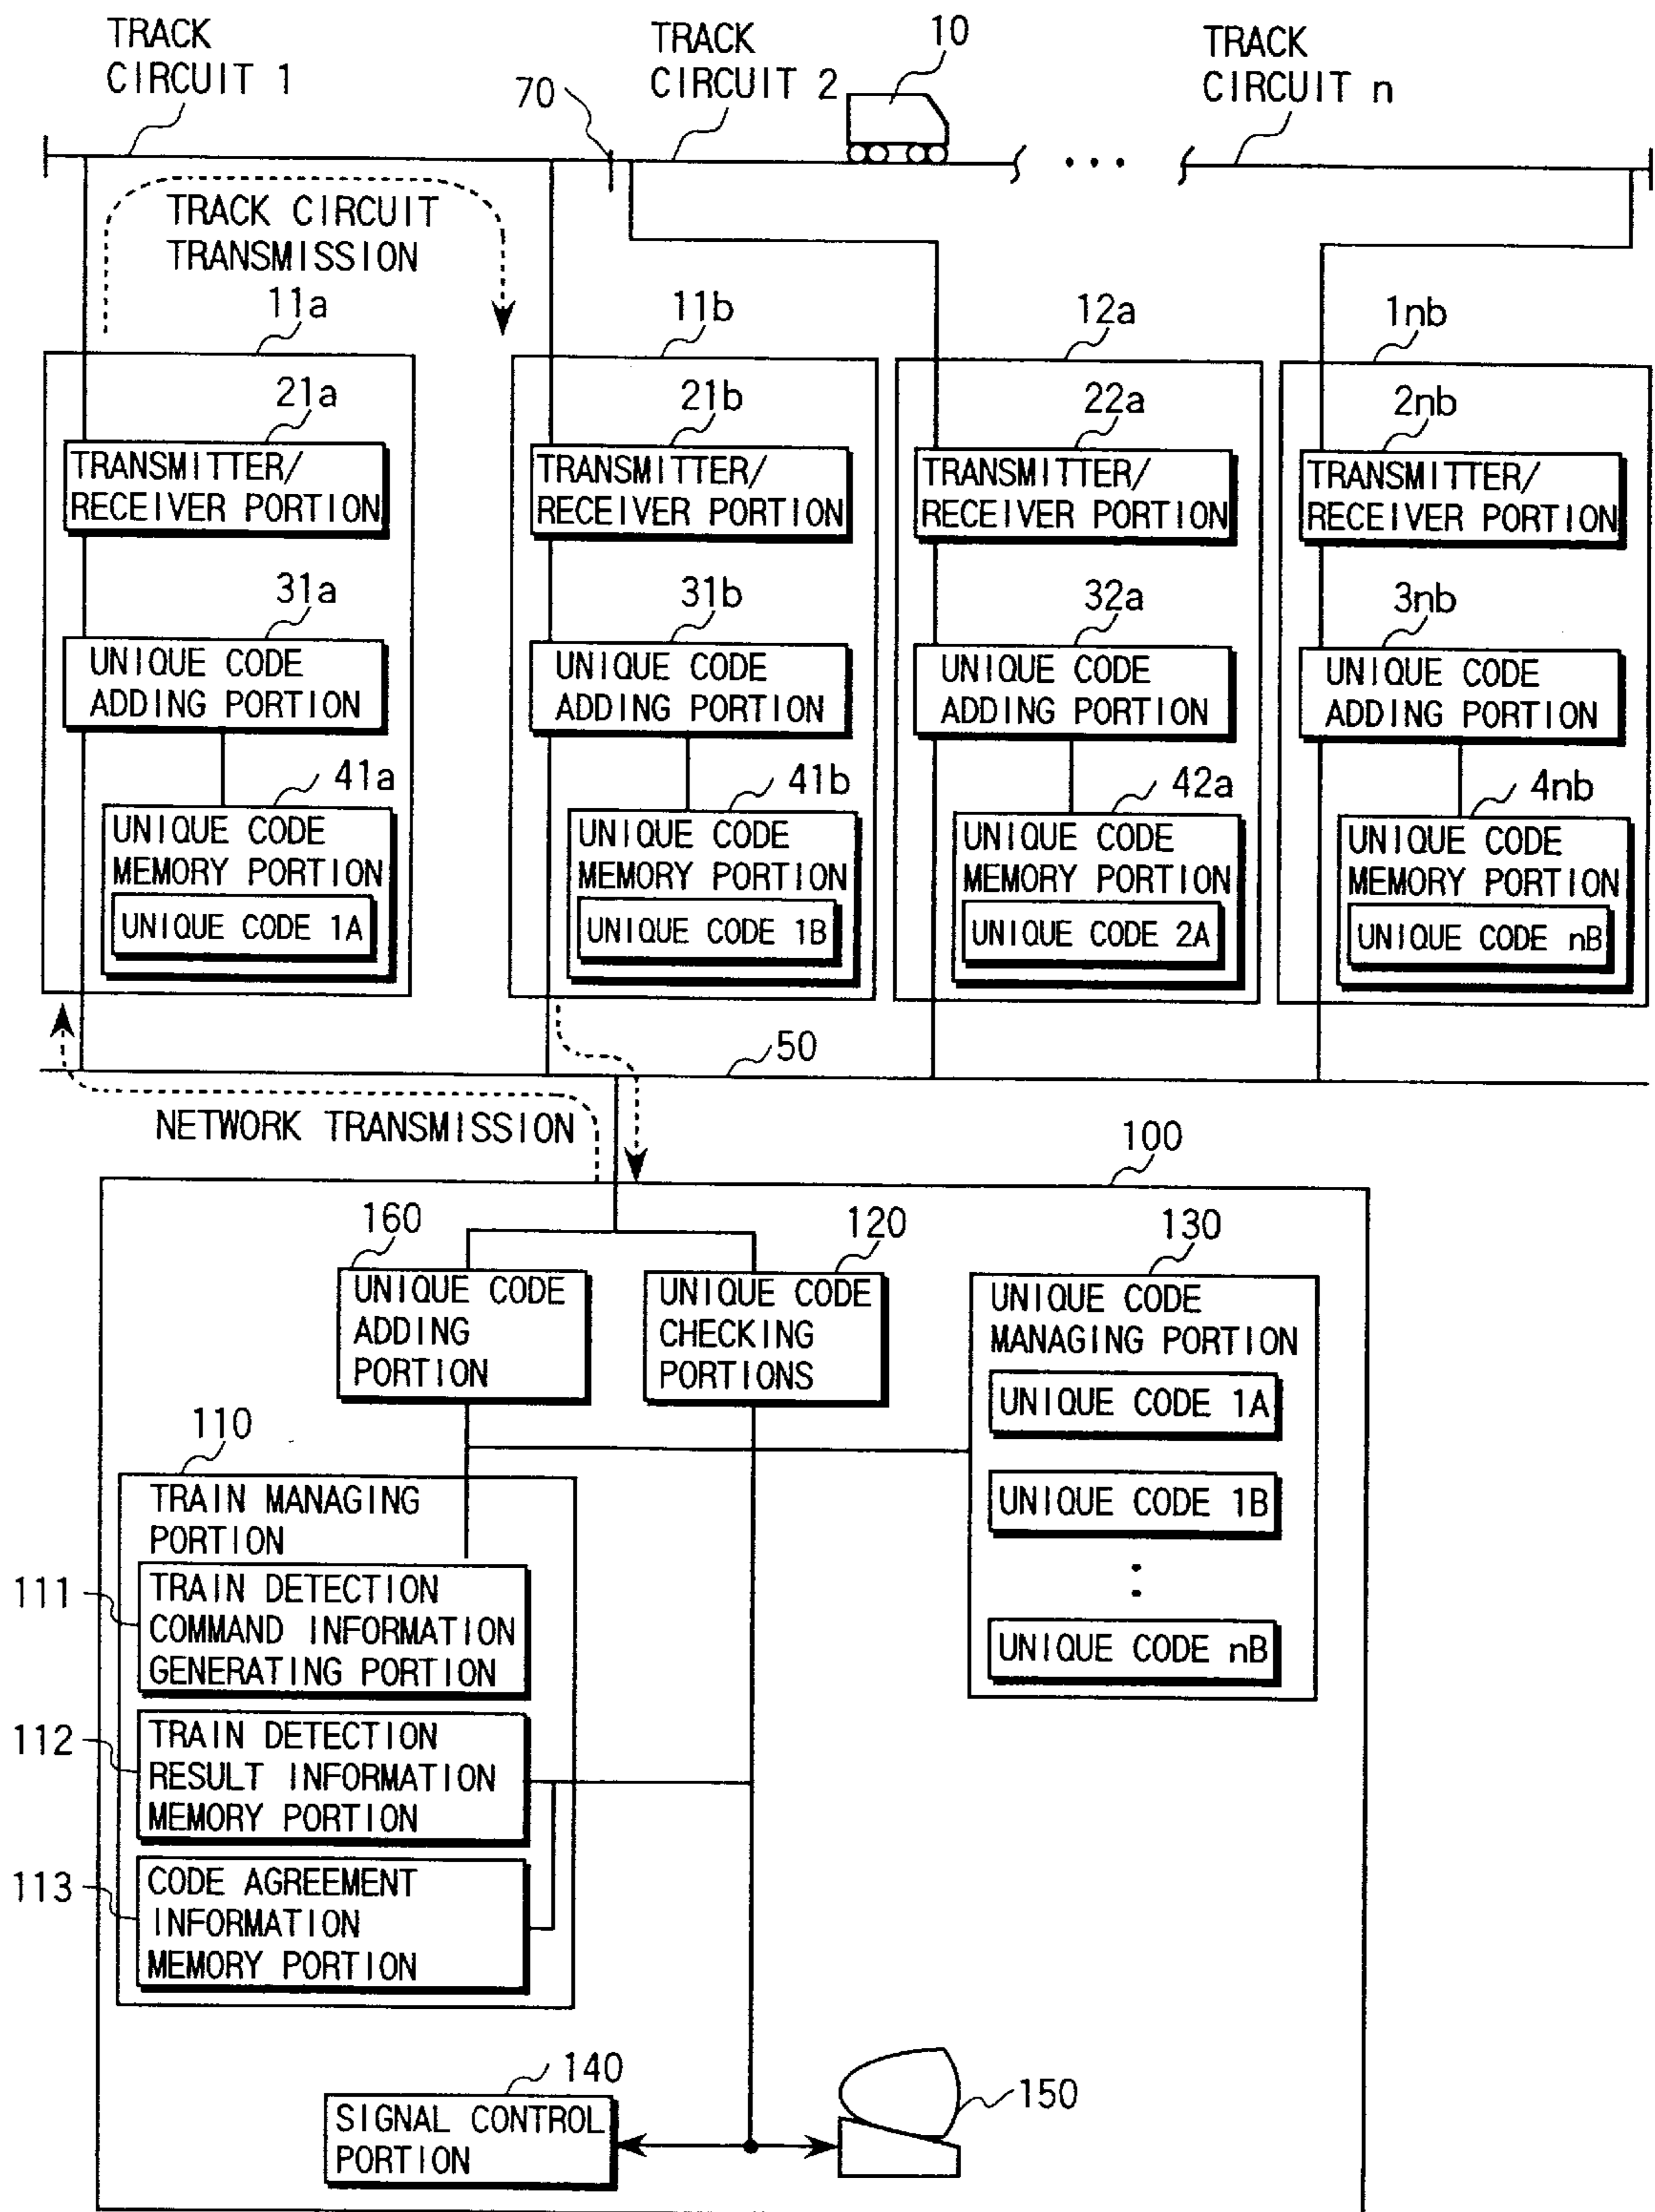 TRACK
CIRCUIT 1
TRACK
CIRCUIT 2
10
TRACK
CIRCUIT n
70
TRACK CIRCUIT
TRANSMISSION
11a
11b
12a
1nb
21a
21b
22a
2nb
TRANSMITTER/
RECEIVER PORTION
TRANSMITTER/
RECEIVER PORTION
TRANSMITTER/
RECEIVER PORTION
TRANSMITTER/
RECEIVER PORTION
31a
31b
32a
3nb
UNIQUE CODE
ADDING PORTION
UNIQUE CODE
ADDING PORTION
UNIQUE CODE
ADDING PORTION
UNIQUE CODE
ADDING PORTION
41a
41b
42a
4nb
UNIQUE CODE
MEMORY PORTION
UNIQUE CODE 1A
UNIQUE CODE
MEMORY PORTION
UNIQUE CODE 1B
UNIQUE CODE
MEMORY PORTION
UNIQUE CODE 2A
UNIQUE CODE
MEMORY PORTION
UNIQUE CODE nB
50
NETWORK TRANSMISSION
100
160
120
130
UNIQUE CODE
ADDING
PORTION
UNIQUE CODE
CHECKING
PORTIONS
UNIQUE CODE
MANAGING PORTION
UNIQUE CODE 1A
UNIQUE CODE 1B
:
UNIQUE CODE nB
110
TRAIN MANAGING
PORTION
111
TRAIN DETECTION
COMMAND INFORMATION
GENERATING PORTION
112
TRAIN DETECTION
RESULT INFORMATION
MEMORY PORTION
113
CODE AGREEMENT
INFORMATION
MEMORY PORTION
140
SIGNAL CONTROL
PORTION
150